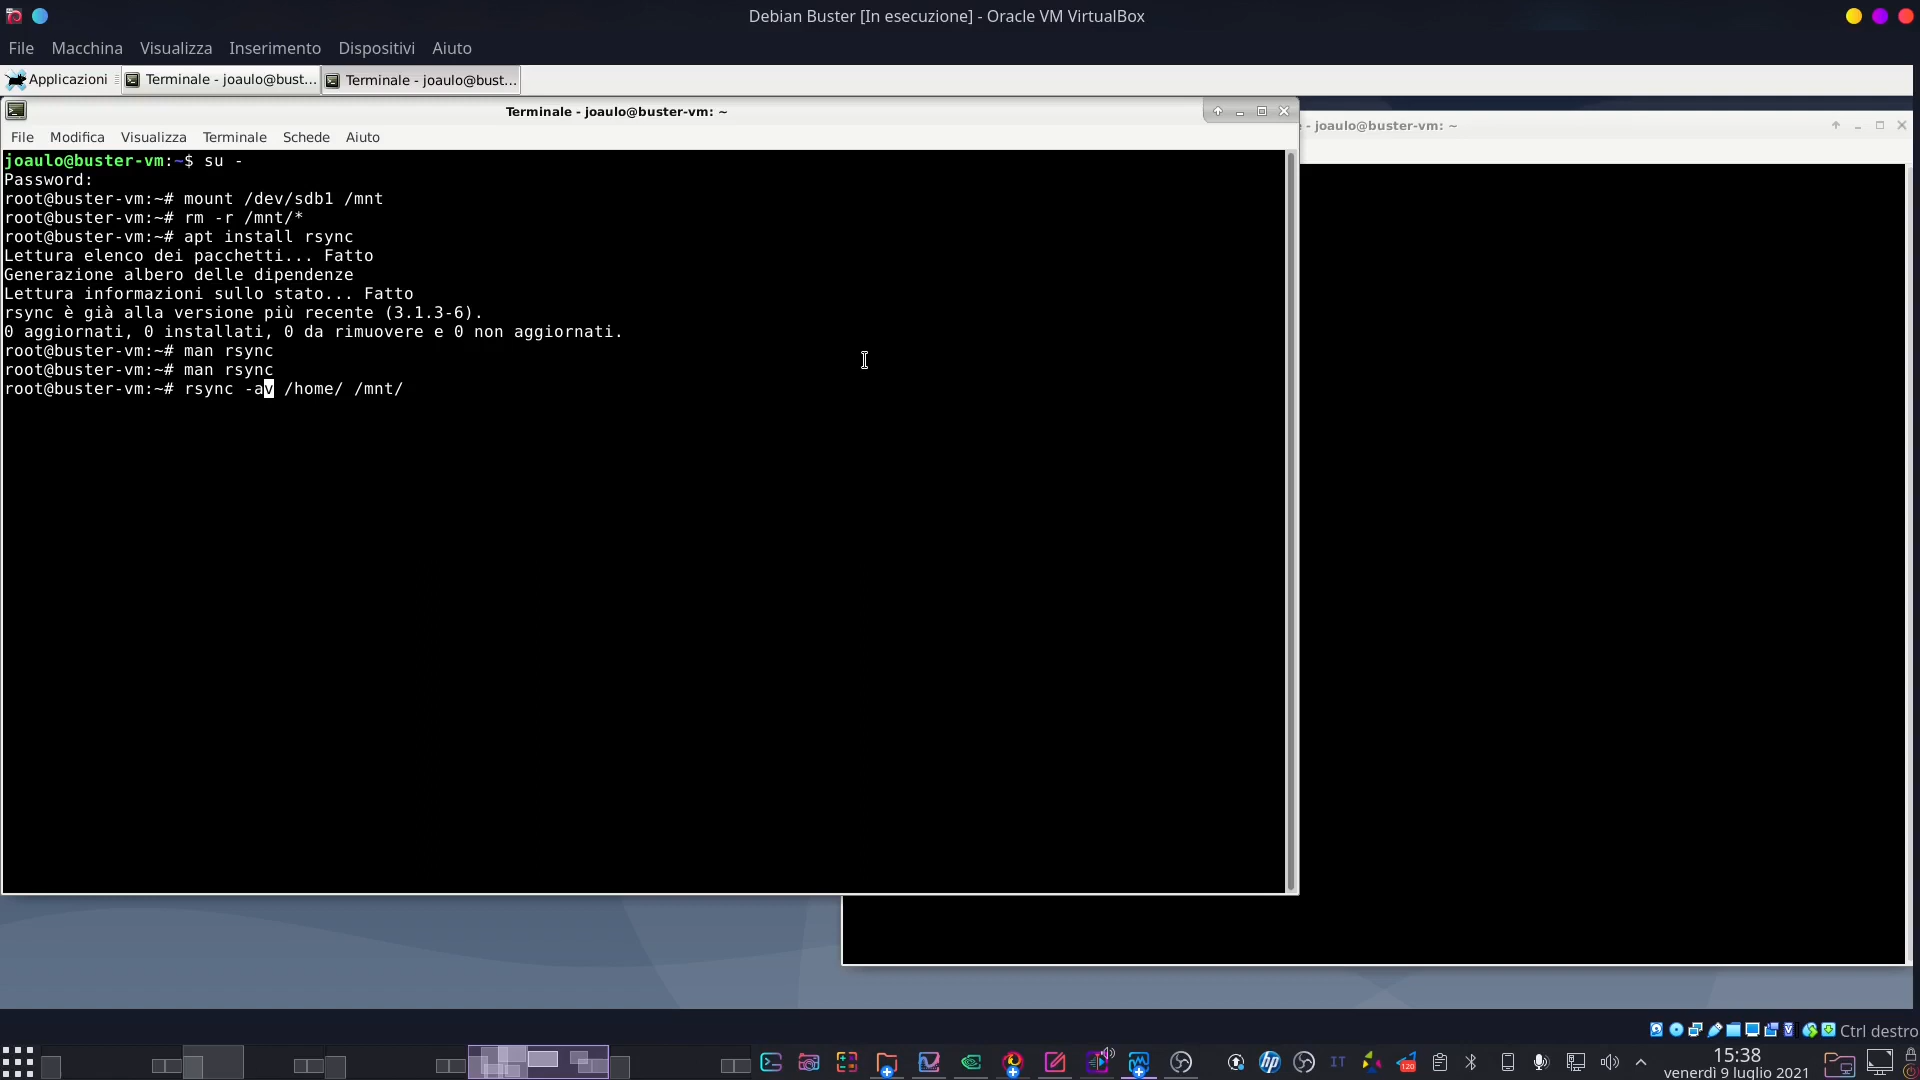 Debian Buster [In esecuzione] - Oracle VM VirtualBox
File Macchina Visualizza Inserimento Dispositivi Aiuto
Applicazioni Terminale - joaulo@bust... Terminale - joaulo@bust...
Terminale - joaulo@buster-vm: ~
- joaulo@buster-vm: ~
File Modifica Visualizza Terminale Schede Aiuto
joaulo@buster-vm:~$ su -
Password:
root@buster-vm:~# mount /dev/sdb1 /mnt
root@buster-vm:~# rm -r /mnt/*
root@buster-vm:~# apt install rsync
Lettura elenco dei pacchetti... Fatto
Generazione albero delle dipendenze
Lettura informazioni sullo stato... Fatto
rsync è già alla versione più recente (3.1.3-6).
0 aggiornati, 0 installati, 0 da rimuovere e 0 non aggiornati.
root@buster-vm:~# man rsync
root@buster-vm:~# man rsync
root@buster-vm:~# rsync -av /home/ /mnt/
Ctrl destro
IT
120
15:38
venerdì 9 luglio 2021